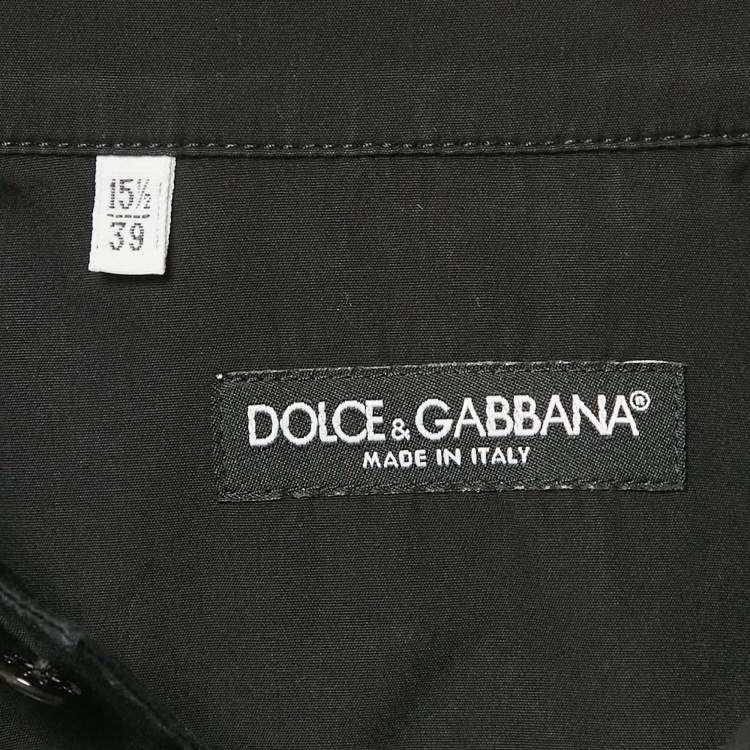 15½
39
DOLCE & GABBANA®
MADE IN ITALY